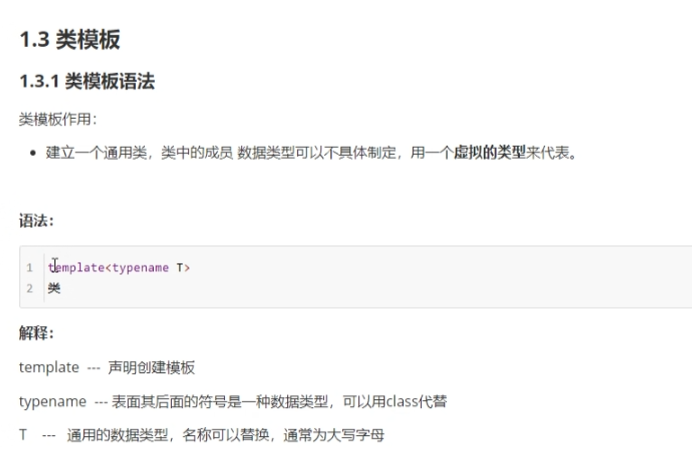 1.3 类模板
1.3.1 类模板语法
类模板作用：
• 建立一个通用类，类中的成员 数据类型可以不具体制定，用一个虚拟的类型来代表。
语法：
1 template<typename T>
2 类
解释：
template --- 声明创建模板
typename --- 表面其后面的符号是一种数据类型，可以用class代替
T --- 通用的数据类型，名称可以替换，通常为大写字母